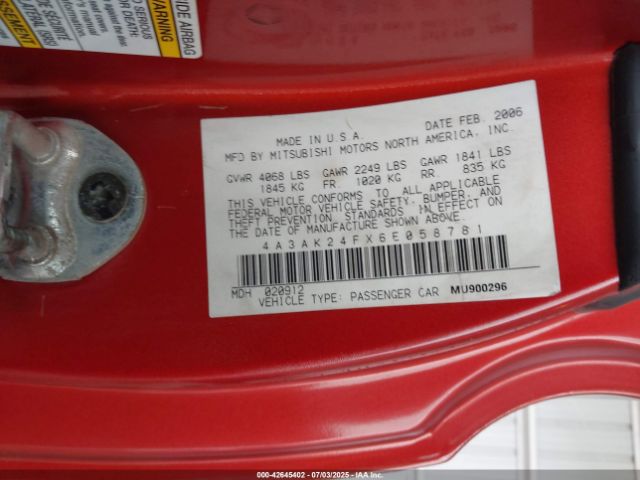 SIDE AIRBAG
MADE IN U.S.A. DATE FEB. 2006
MFD BY MITSUBISHI MOTORS NORTH AMERICA, INC.
GVWR 4068 LBS GAWR 2249 LBS GAWR 1841 LBS
1845 KG FR. 1020 KG RR. 835 KG
THIS VEHICLE CONFORMS TO ALL APPLICABLE
FEDERAL MOTOR VEHICLE SAFETY, BUMPER, AND
THEFT PREVENTION STANDARDS IN EFFECT ON
THE DATE OF MANUFACTURE SHOWN ABOVE.
4A3AK24FX6E058781
MDH 020912
VEHICLE TYPE: PASSENGER CAR MU900296
000-42645402 - 07/03/2025 - IAA Inc.